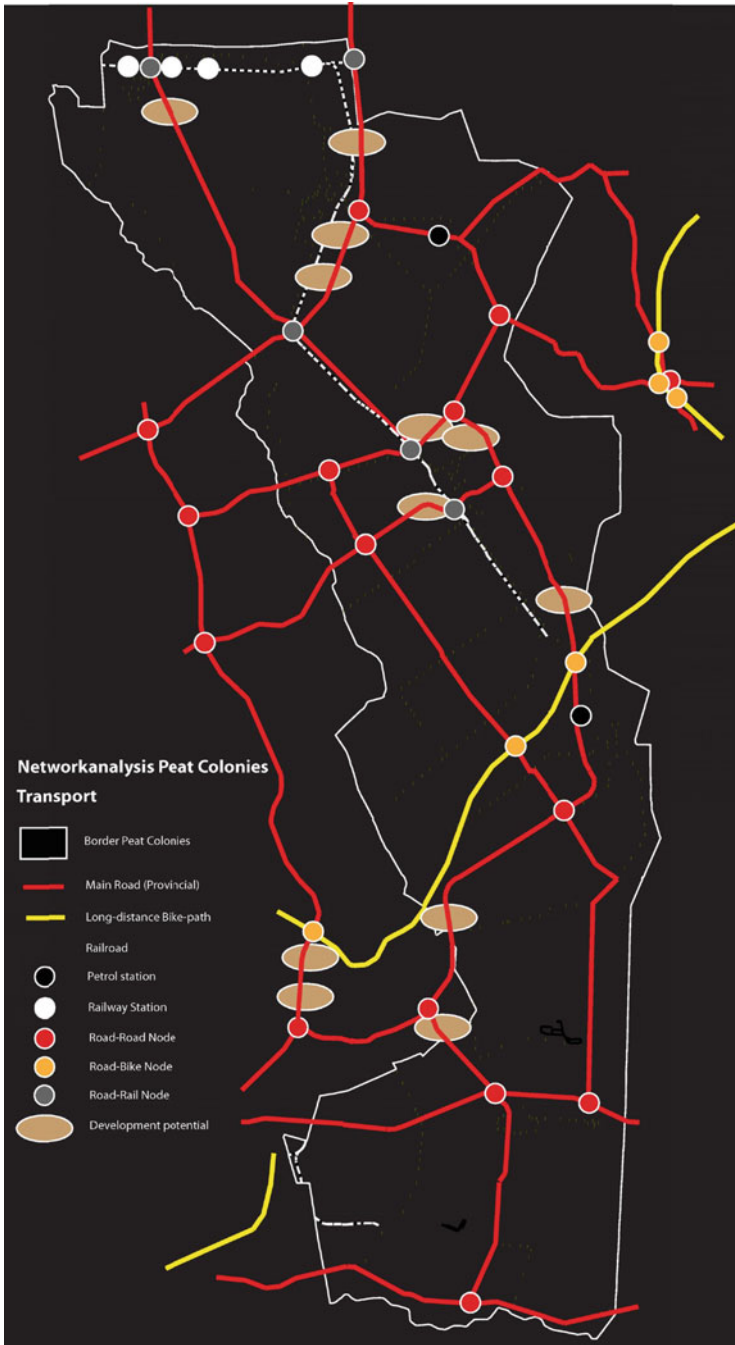 Networkanalysis Peat Colonies
Transport
Border Peat Colonies
Main Road (Provincial)
Long-distance Bike-path
Railroad
Petrol station
Railway Station
Road-Road Node
Road-Bike Node
Road-Rail Node
Development potential